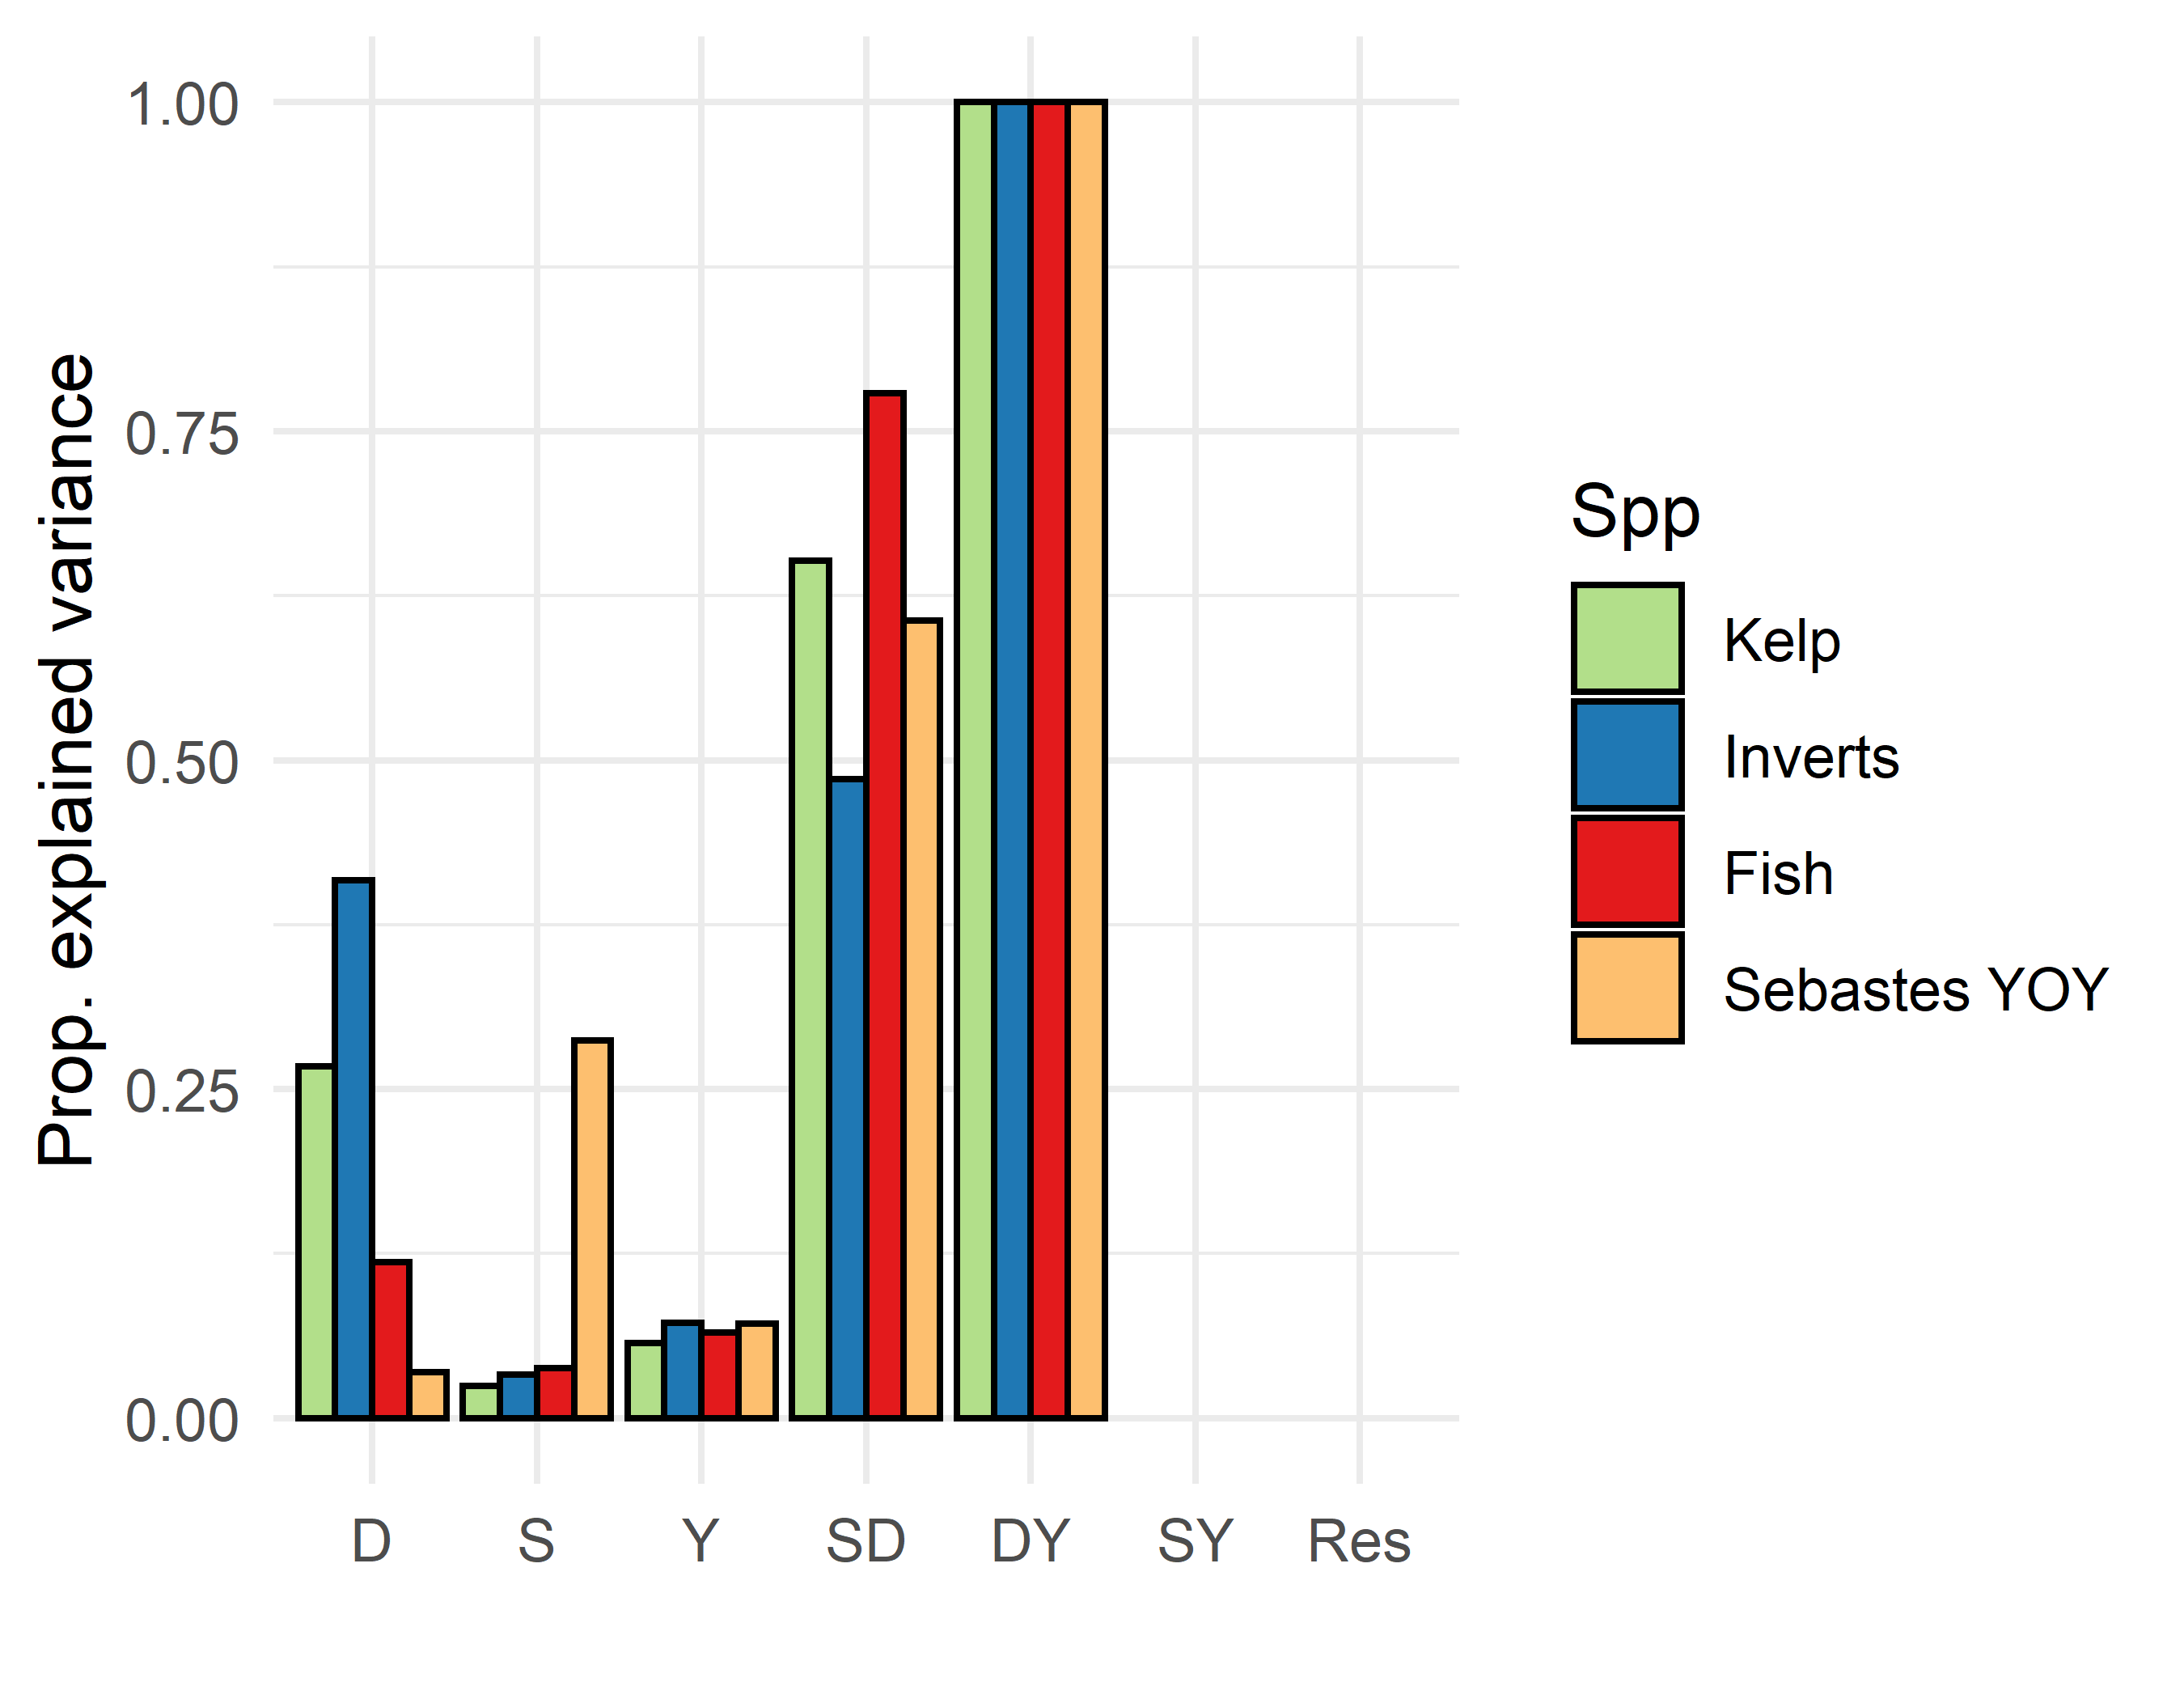 Prop. explained variance
1.00
0.75
0.50
0.25
0.00
D S Y SD DY SY Res
Spp
Kelp
Inverts
Fish
Sebastes YOY